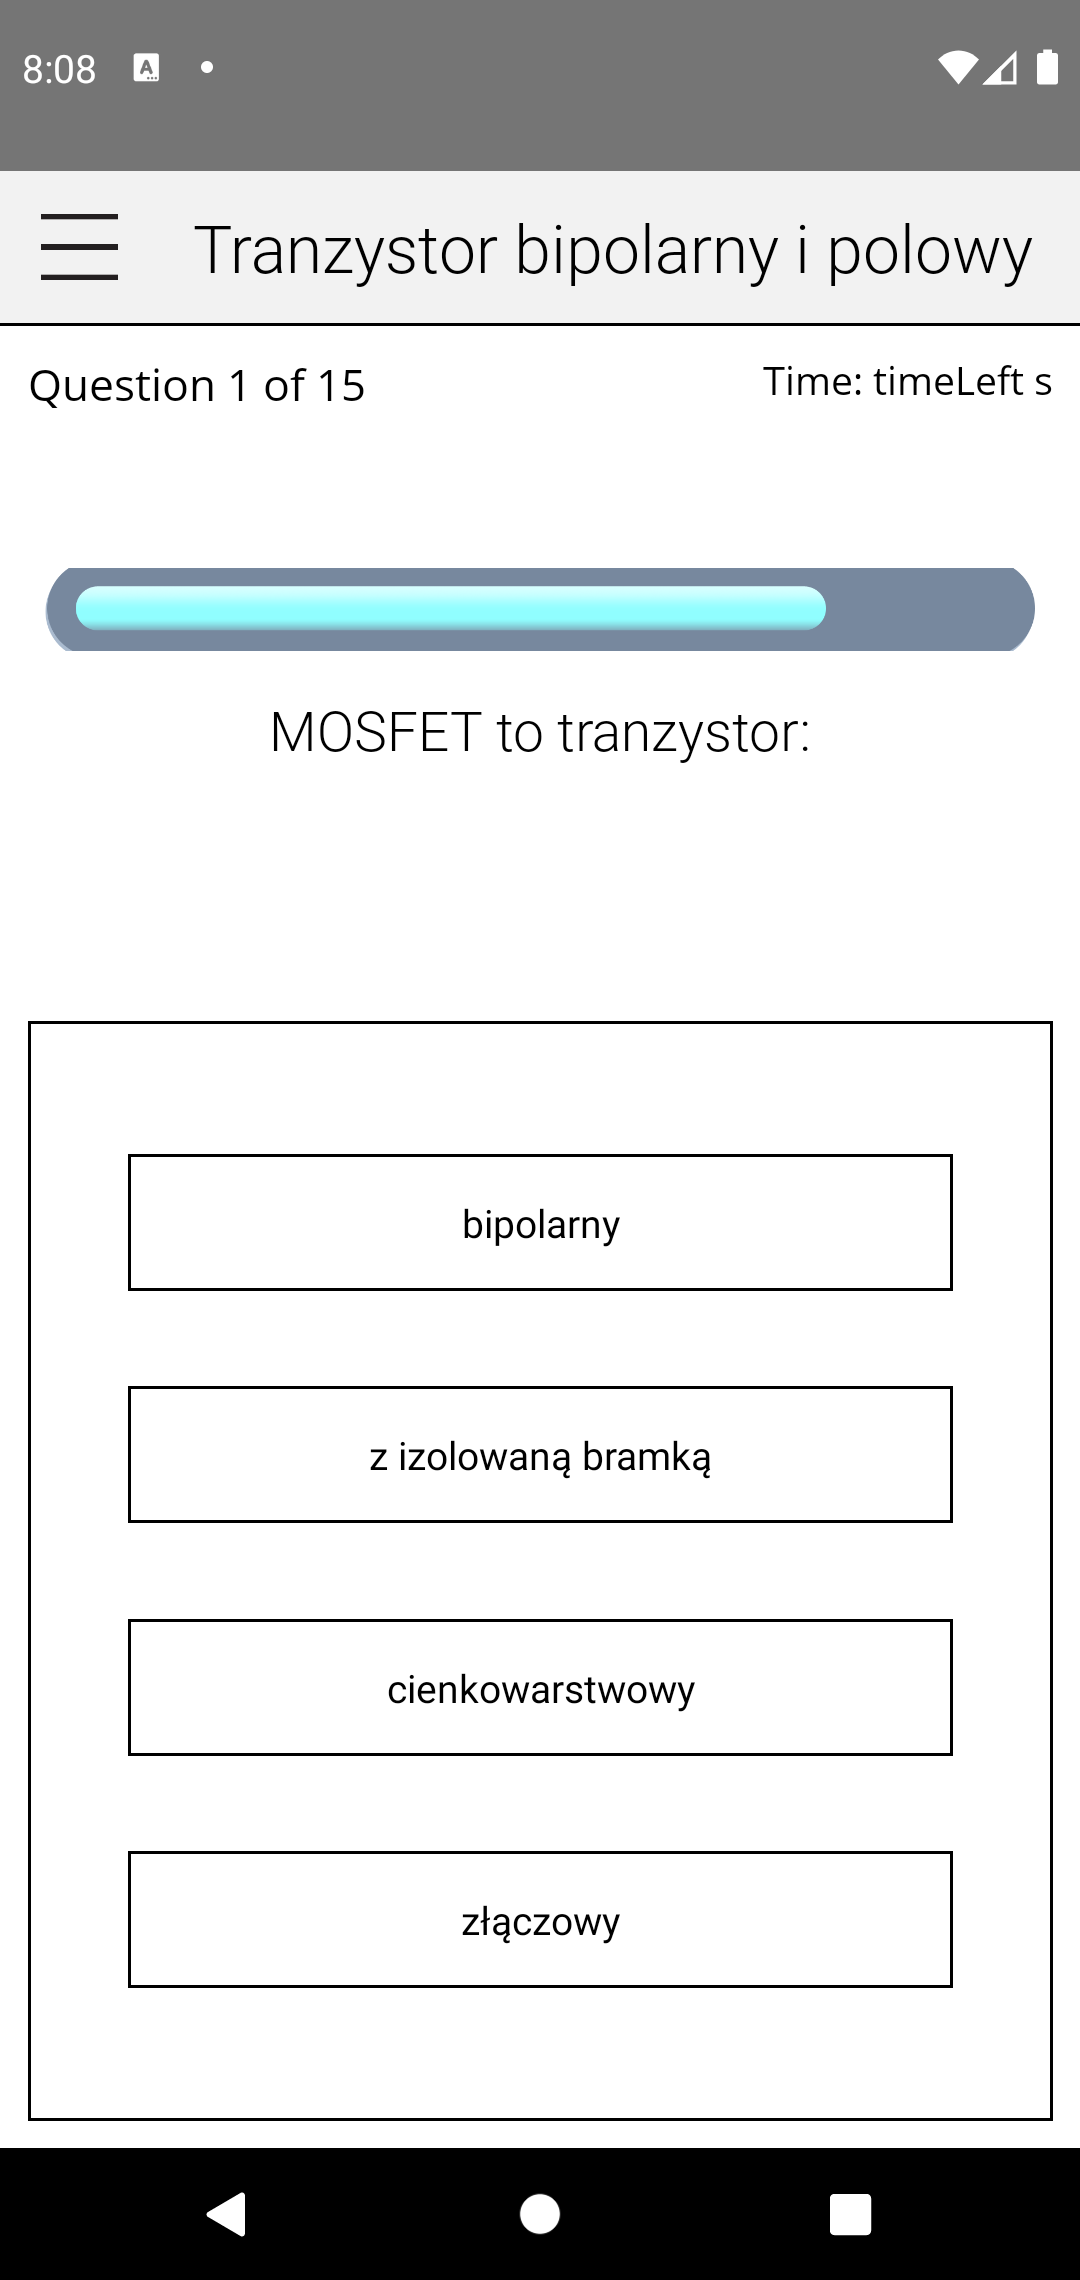 8:08
Tranzystor bipolarny i polowy
Question 1 of 15
Time: timeLeft s
MOSFET to tranzystor:
bipolarny
z izolowaną bramką
cienkowarstwowy
złączowy